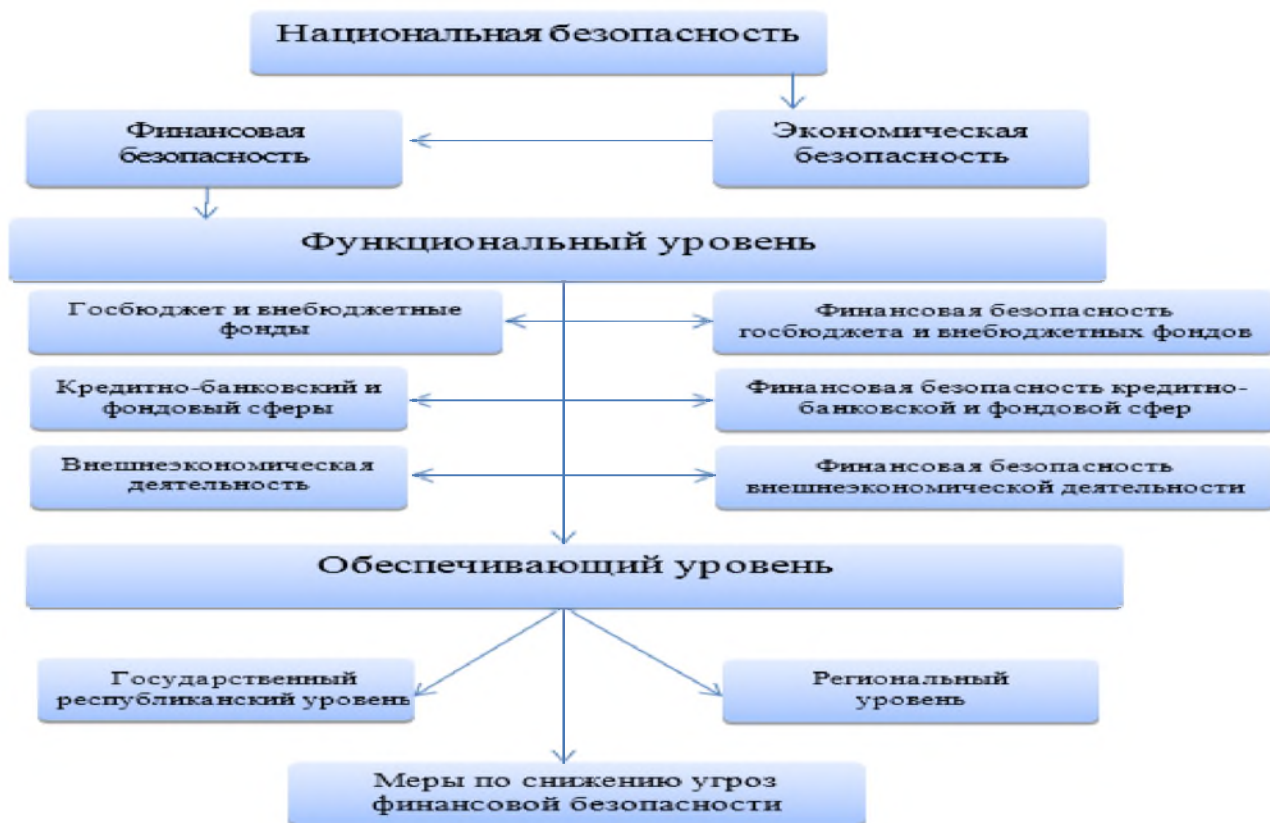 Национальная безопасность
Финансовая
безопасность
Экономическая
безопасность
Функциональный уровень
Госбюджет и внебюджетные
фонды
Финансовая безопасность
госбюджета и внебюджетных фондов
Кредитно-банковский и
фондовый сферы
Финансовая безопасность кредитно-
банковской и фондовой сфер
Внешнеэкономическая
деятельность
Финансовая безопасность
внешнеэкономической деятельности
Обеспечивающий уровень
Государственный
республиканский уровень
Региональный
уровень
Меры по снижению угроз
финансовой безопасности